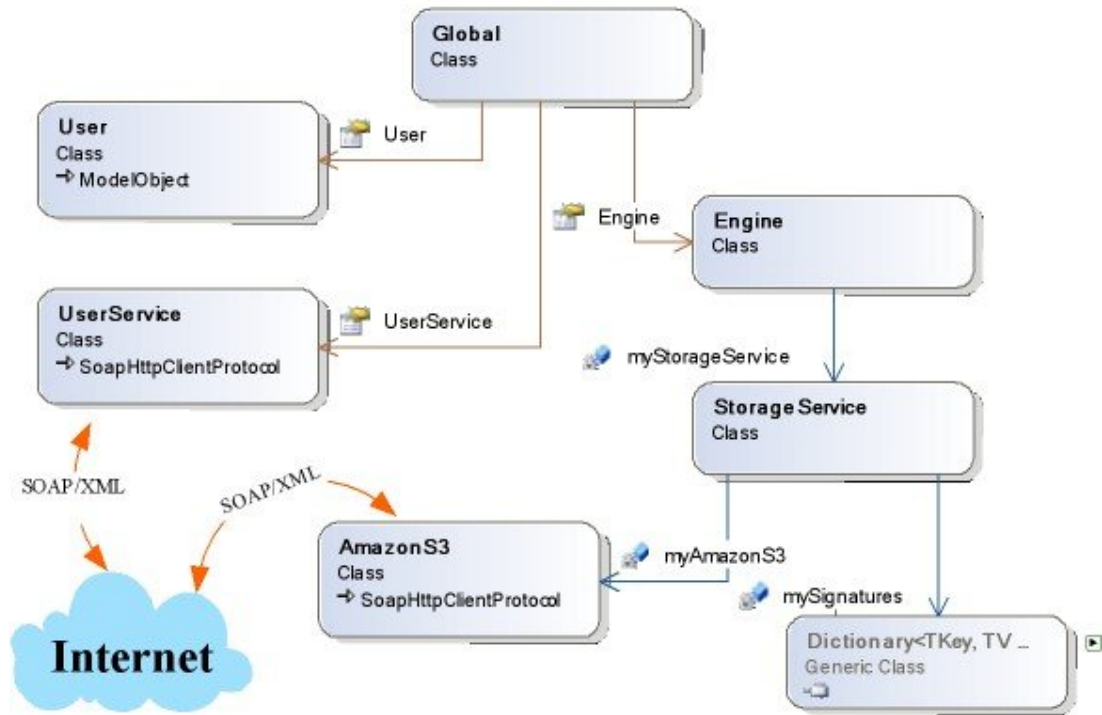 Global
Class
User
Class
ModelObject
User
Engine
Engine
Class
UserService
Class
SoapHttpClientProtocol
UserService
myStorageService
Storage Service
Class
SOAP/XML
SOAP/XML
AmazonS3
Class
SoapHttpClientProtocol
myAmazonS3
mySignatures
Dictionary<TKey, TV ...
Generic Class
Internet